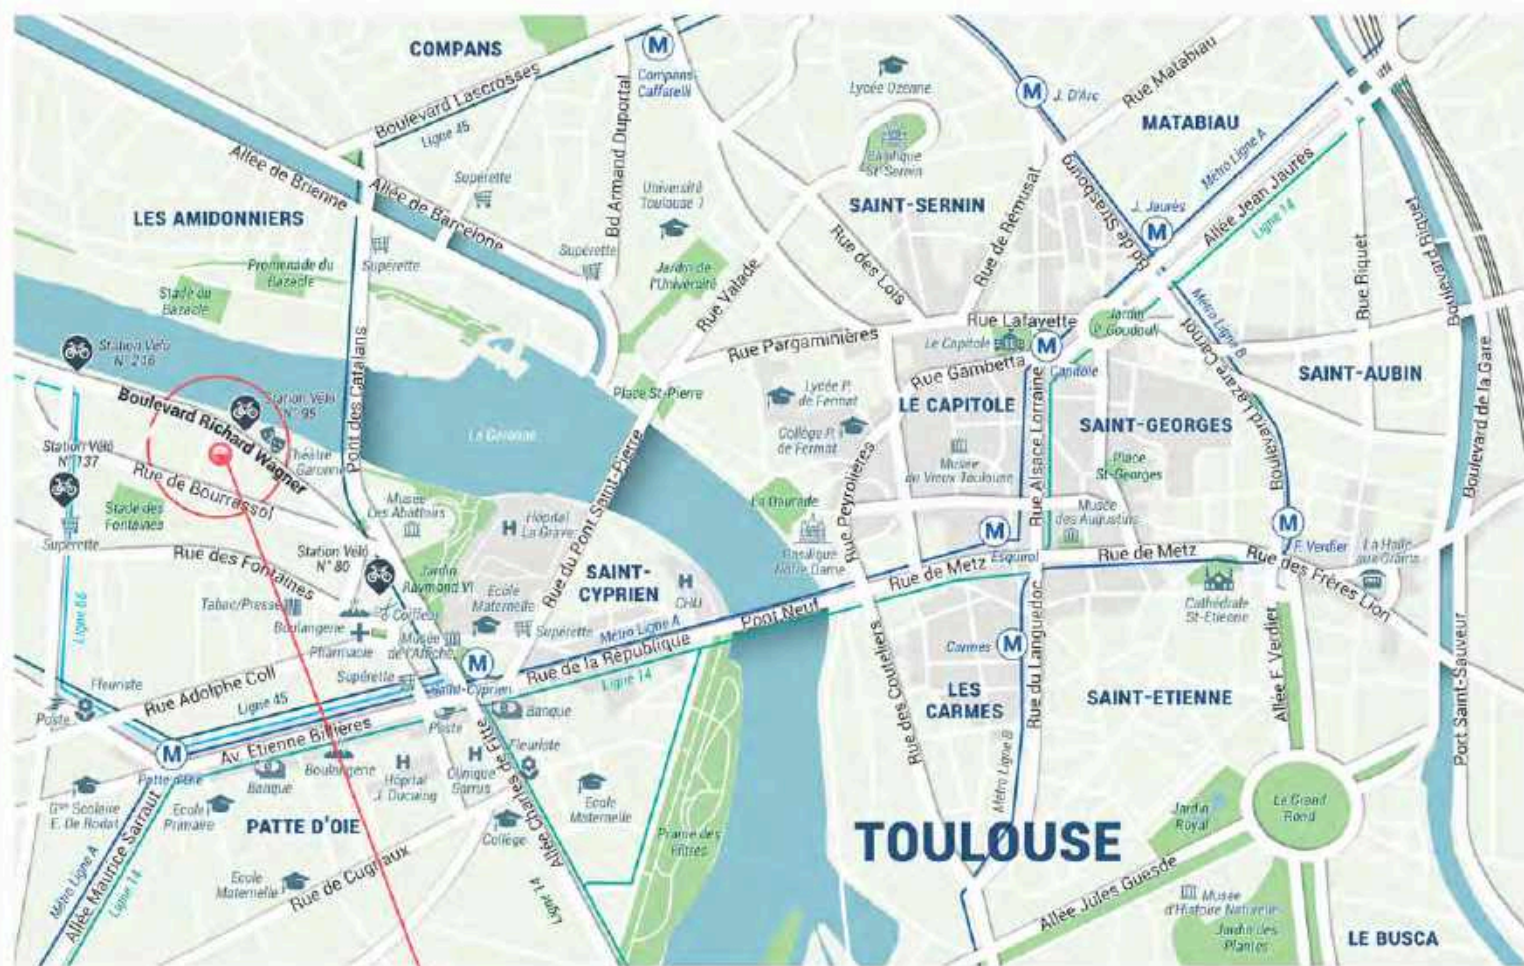 COMPANS
Boulevard Lascrosses
Ligne 45
Compans
Caffarelli
M
Bd Armand Duportal
Lycée Ozenne
M
J. D'Arc
Rue Matabiau
MATABIAU
Métro Ligne A
Allée Jean Jaurès
Ligne 14
Basilique
St-Sernin
SAINT-SERNIN
Allée de Brienne
Allée de Barcelone
Supérette
Université
Toulouse 1
LES AMIDONNIERS
Supérette
Supérette
Promenade du
Bazacle
Stade du
Bazacle
Jardin de
l'Université
Rue Valade
Rue des Lois
Rue de Rémusat
Bd de Strasbourg
J. Jaurès
M
Rue Riquet
Boulevard Riquet
Métro Ligne B
Boulevard Lazare Carnot
Jardin
P. Goudouly
Rue Lafayette
Le Capitole
M
Capitole
Rue Pargaminières
Rue Gambetta
Station Vélo
N° 216
Boulevard Richard Wagner
Station Vélo
N° 95
Théâtre
Garonne
Pont des Catalans
La Garonne
Place St-Pierre
Lycée P.
de Fermat
Collège P.
de Fermat
LE CAPITOLE
Musée
du Vieux Toulouse
Rue Alsace Lorraine
SAINT-GEORGES
Place
St-Georges
SAINT-AUBIN
Boulevard de la Gare
Station Vélo
N° 137
Rue de Bourrassol
Stade des
Fontaines
Supérette
Musée
Les Abattoirs
H
Hôpital
La Grave
Rue du Pont Saint-Pierre
La Daurade
Basilique
Notre Dame
Rue Peyrolières
Musée
des Augustins
M
Esquirol
Rue de Metz
Rue de Metz
M
F. Verdier
La Halle
aux Grains
Rue des Frères Lion
Cathédrale
St-Etienne
Rue des Fontaines
Station Vélo
N° 80
Jardin
Raymond VI
Ecole
Maternelle
SAINT-
CYPRIEN
H
CHU
Tabac/Presse
Coiffeur
Boulangerie
Pharmacie
Musée
de l'Affiche
Supérette
Métro Ligne A
Pont Neuf
Ligne 66
M
Saint-Cyprien
Supérette
Rue de la République
Ligne 14
Rue des Couteliers
Carmes
M
Rue du Languedoc
LES
CARMES
SAINT-ETIENNE
Allée F. Verdier
Port Saint-Sauveur
Fleuriste
Poste
Rue Adolphe Coll
Ligne 45
Av. Etienne Billières
M
Patte d'Oie
Poste
Banque
Fleuriste
Banque
Boulangerie
H
Hôpital
J. Ducuing
H
Clinique
Sarrus
Allée Charles de Fitte
Gpe Scolaire
E. De Rodat
Ecole
Primaire
PATTE D'OIE
Collège
Ecole
Maternelle
Prairie des
Filtres
Métro Ligne B
TOULOUSE
Jardin
Royal
Le Grand
Rond
Métro Ligne A
Allée Maurice Sarraut
Ligne 14
Ecole
Maternelle
Rue de Cugnaux
Ligne 14
Allée Jules Guesde
Musée
d'Histoire Naturelle
Jardin des
Plantes
LE BUSCA